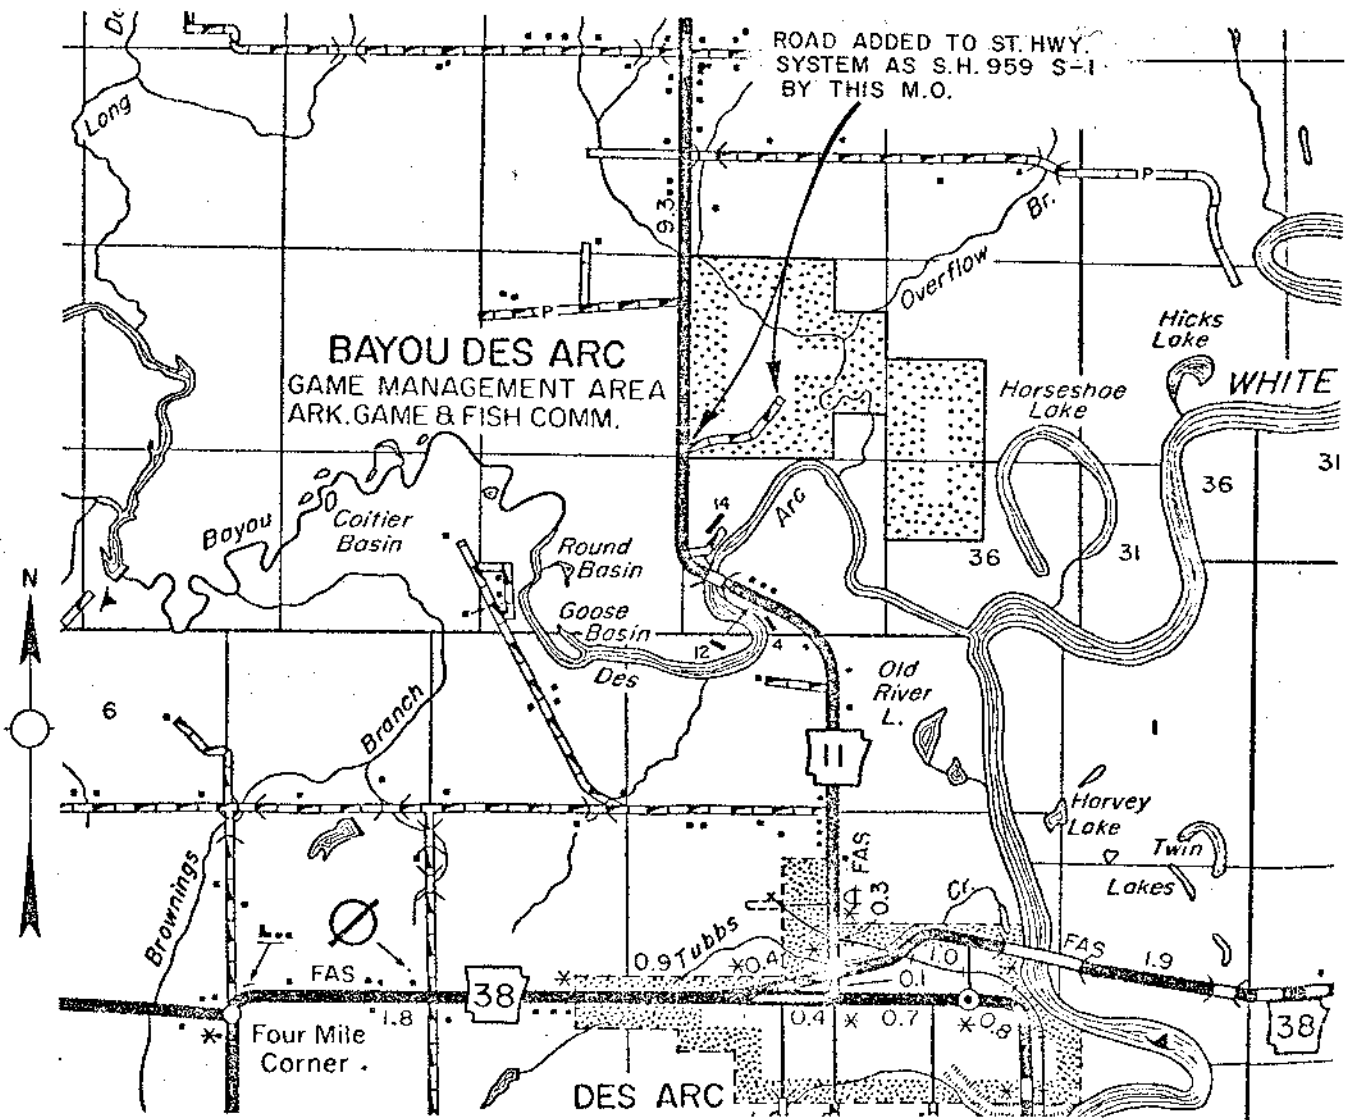 De
ROAD ADDED TO ST. HWY.
SYSTEM AS S.H. 959 S-1
BY THIS M.O.
Long
P
9.3
Br.
Overflow
P
Hicks
Lake
BAYOU DES ARC
GAME MANAGEMENT AREA
ARK. GAME & FISH COMM.
Horseshoe
Lake
WHITE
31
36
Bayou
Coitier
Basin
14
Arc
36
31
Round
Basin
N
Goose
Basin
12
4
Des
Old
River
L.
6
Branch
1
11
Harvey
Lake
Twin
Lakes
FAS
0.3
Cr.
Brownings
Tubbs
0.9
0.4
1.0
FAS
1.9
FAS
38
0.1
1.8
0.4
0.7
0.8
38
Four Mile
Corner
DES ARC